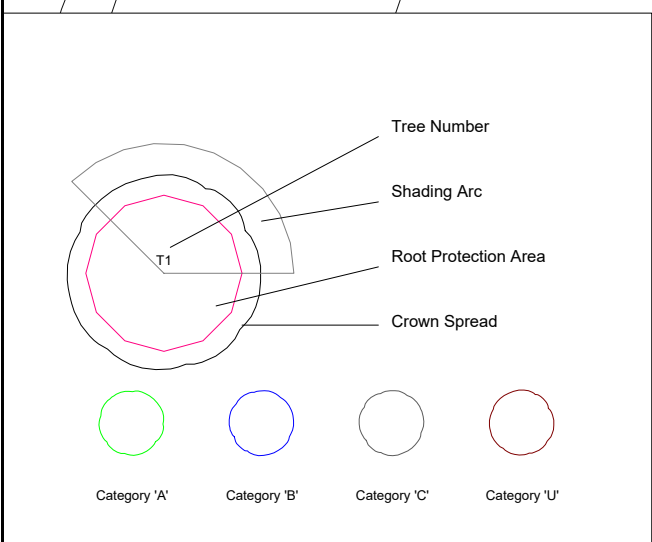 Tree Number
Shading Arc
T1
Root Protection Area
Crown Spread
Category 'A'
Category 'B'
Category 'C'
Category 'U'